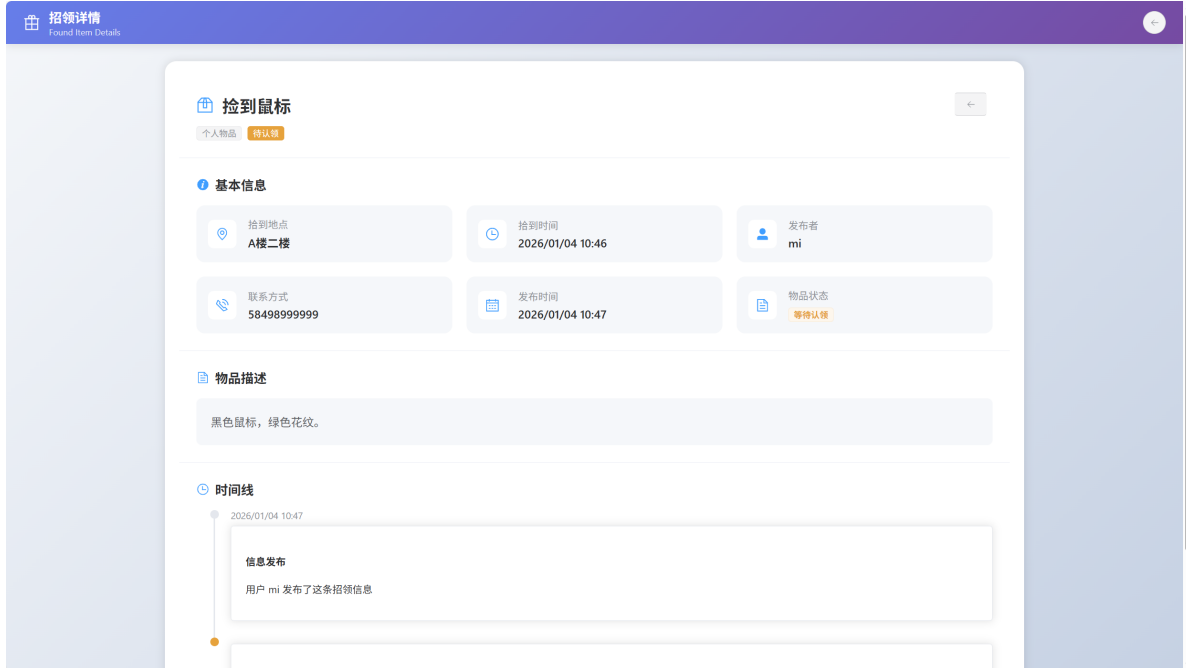 招领详情
Found Item Details
捡到鼠标
个人物品 待认领
基本信息
拾到地点
A楼二楼
拾到时间
2026/01/04 10:46
发布者
mi
联系方式
58498999999
发布时间
2026/01/04 10:47
物品状态
等待认领
物品描述
黑色鼠标，绿色花纹。
时间线
2026/01/04 10:47
信息发布
用户 mi 发布了这条招领信息